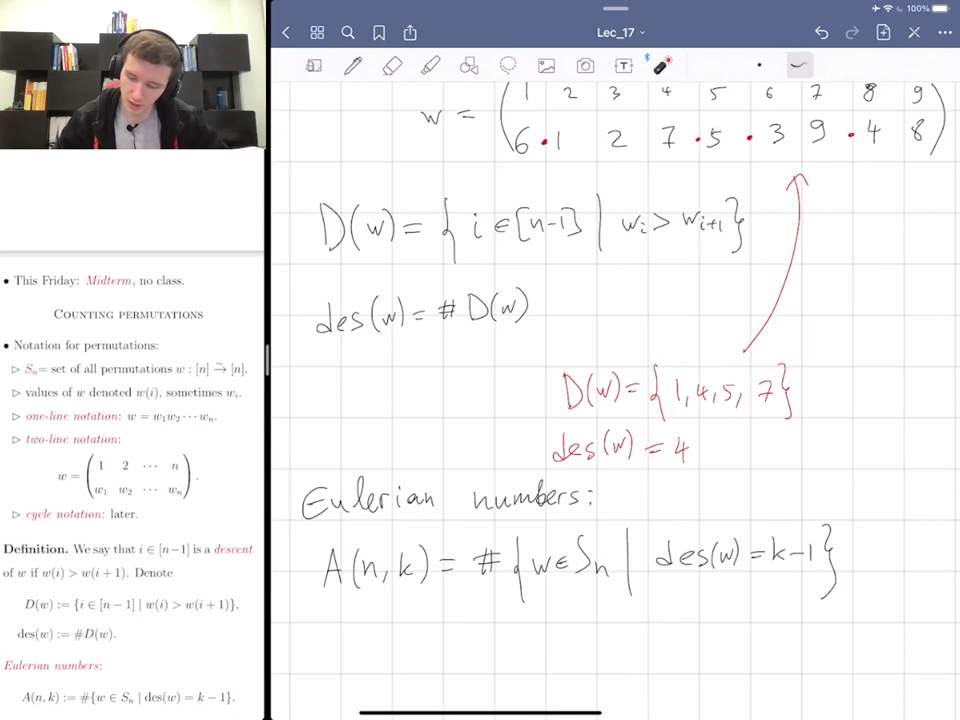 100%
Lec_17
1 2 3 4 5 6 7 8 9
w = ( 6 · 1 2 7 · 5 · 3 9 · 4 8 )
D(w) = { i ∈ [n-1] | wᵢ > wᵢ₊₁ }
des(w) = # D(w)
D(w) = { 1, 4, 5, 7 }
des(w) = 4
Eulerian numbers:
A(n, k) = # { w ∈ Sₙ | des(w) = k-1 }
• This Friday: Midterm, no class.
COUNTING PERMUTATIONS
• Notation for permutations:
▷ Sₙ= set of all permutations w : [n] ⥲ [n].
▷ values of w denoted w(i), sometimes wᵢ.
▷ one-line notation: w = w₁w₂ ⋯ wₙ.
▷ two-line notation:
w = ( 1 2 ⋯ n
w₁ w₂ ⋯ wₙ ) .
▷ cycle notation: later.
Definition. We say that i ∈ [n−1] is a descent
of w if w(i) > w(i + 1). Denote
D(w) := {i ∈ [n − 1] | w(i) > w(i + 1)},
des(w) := #D(w).
Eulerian numbers:
A(n, k) := #{w ∈ Sₙ | des(w) = k − 1}.